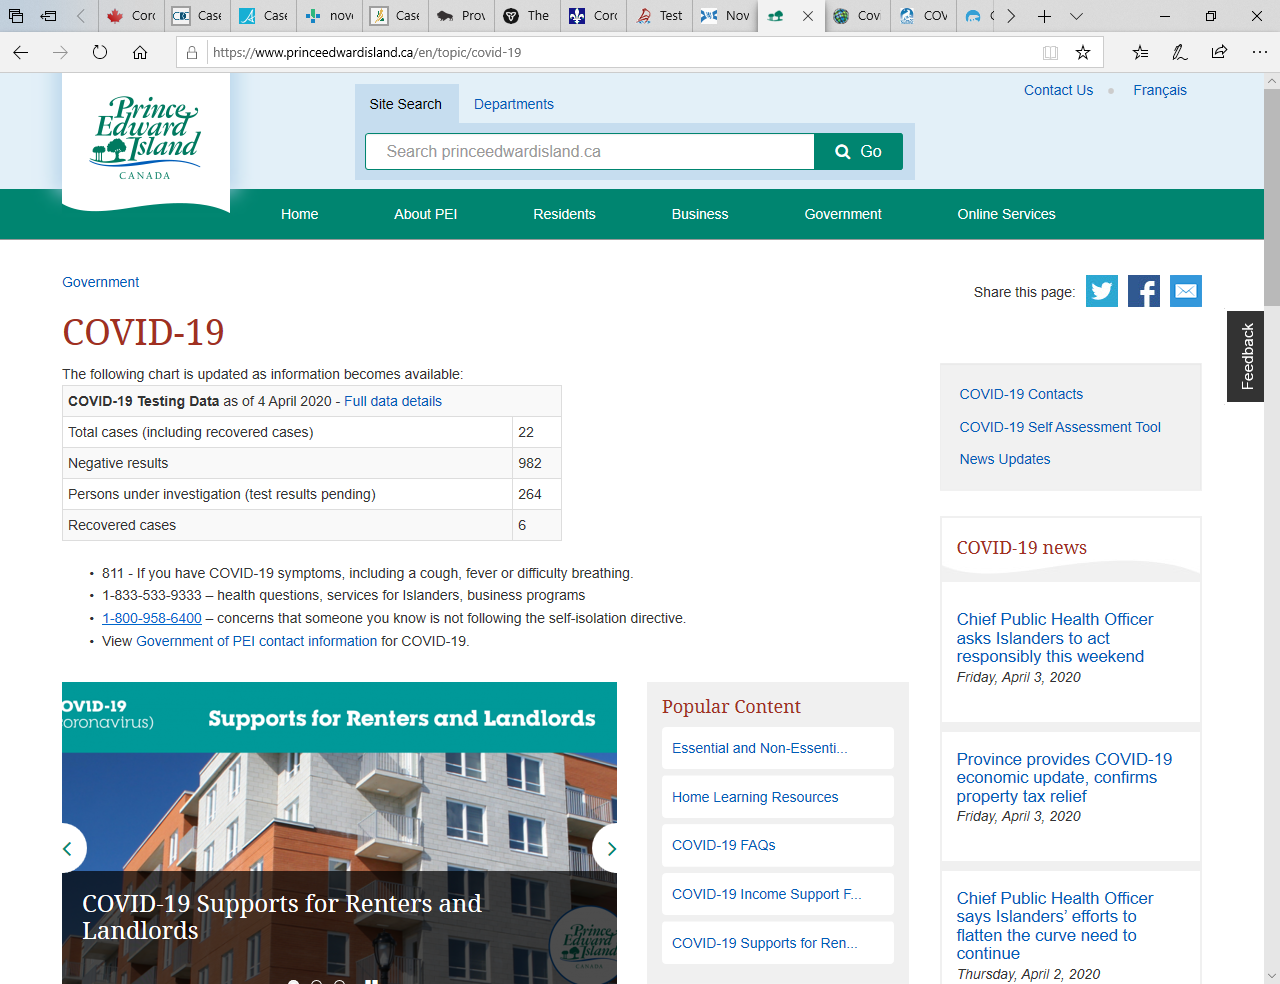 Corc
Case
Case
nove
Case
Prov
The
Corc
Test
Nov
Cov
COV
https://www.princeedwardisland.ca/en/topic/covid-19
Contact Us
Français
Prince
Edward
Island
CANADA
Site Search
Departments
Search princeedwardisland.ca
Go
Home
About PEI
Residents
Business
Government
Online Services
Government
Share this page:
Feedback
COVID-19
The following chart is updated as information becomes available:
COVID-19 Testing Data as of 4 April 2020 - Full data details
Total cases (including recovered cases) 22
Negative results 982
Persons under investigation (test results pending) 264
Recovered cases 6
• 811 - If you have COVID-19 symptoms, including a cough, fever or difficulty breathing.
• 1-833-533-9333 – health questions, services for Islanders, business programs
• 1-800-958-6400 – concerns that someone you know is not following the self-isolation directive.
• View Government of PEI contact information for COVID-19.
OVID-19
oronavirus)
Supports for Renters and Landlords
COVID-19 Supports for Renters and
Landlords
Prince
Edward
Island
CANADA
Popular Content
Essential and Non-Essenti...
Home Learning Resources
COVID-19 FAQs
COVID-19 Income Support F...
COVID-19 Supports for Ren...
COVID-19 Contacts
COVID-19 Self Assessment Tool
News Updates
COVID-19 news
Chief Public Health Officer
asks Islanders to act
responsibly this weekend
Friday, April 3, 2020
Province provides COVID-19
economic update, confirms
property tax relief
Friday, April 3, 2020
Chief Public Health Officer
says Islanders’ efforts to
flatten the curve need to
continue
Thursday, April 2, 2020